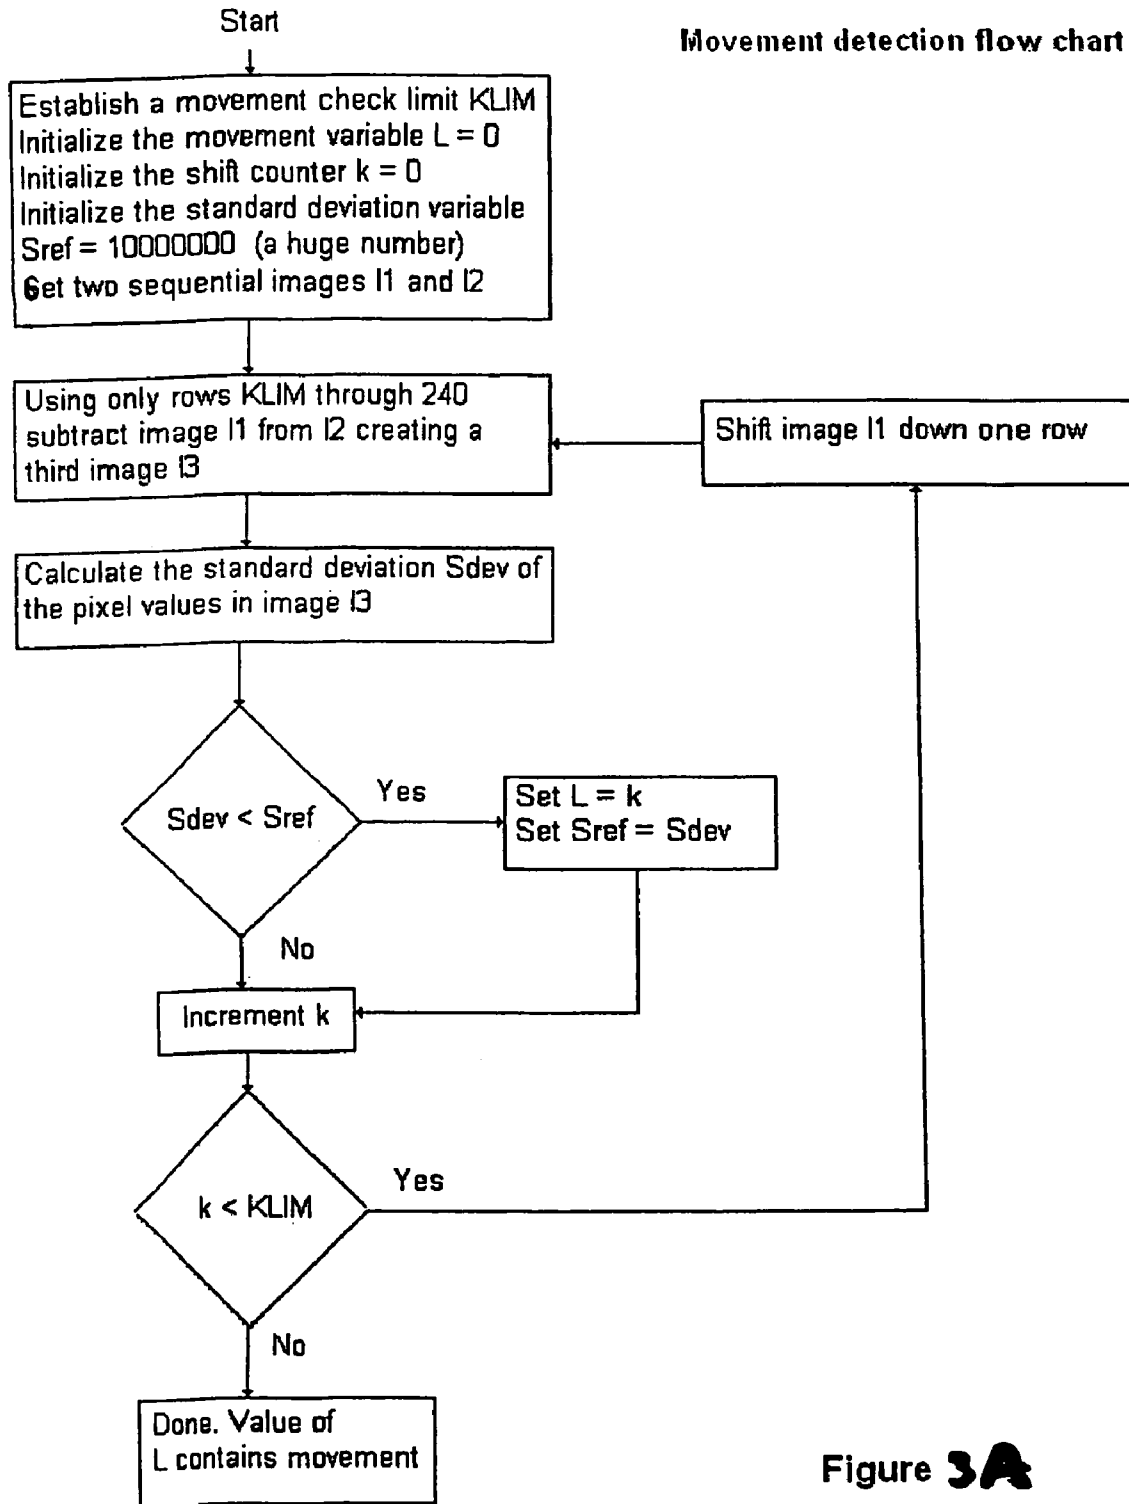 Start
Movement detection flow chart
Establish a movement check limit KLIM
Initialize the movement variable L = 0
Initialize the shift counter k = 0
Initialize the standard deviation variable
Sref = 10000000 (a huge number)
Get two sequential images I1 and I2
Using only rows KLIM through 240
subtract image I1 from I2 creating a
third image I3
Shift image I1 down one row
Calculate the standard deviation Sdev of
the pixel values in image I3
Sdev < Sref
Yes
Set L = k
Set Sref = Sdev
No
Increment k
k < KLIM
Yes
No
Done. Value of
L contains movement
Figure 3A